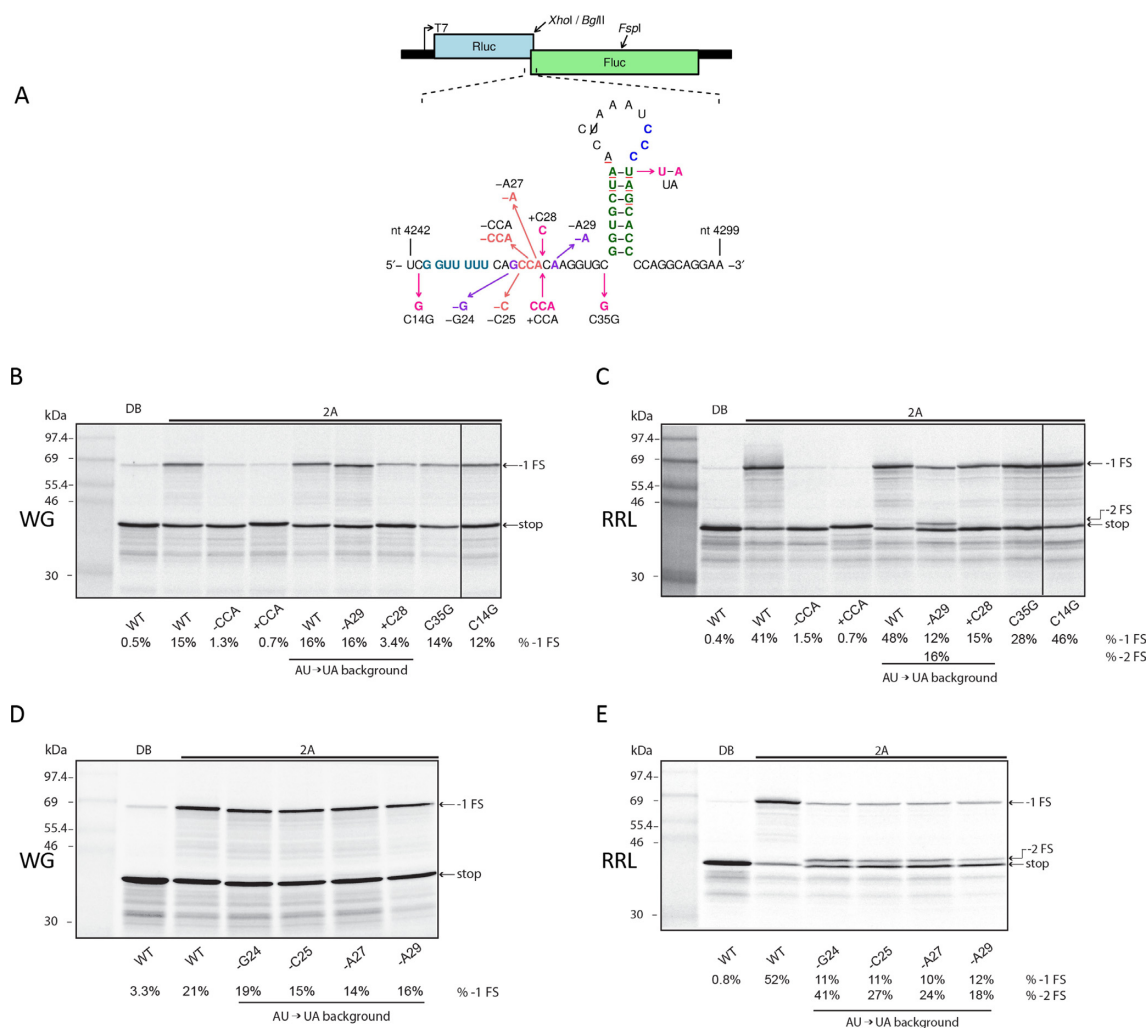 T7
XhoI / BglII
FspI
Rluc
Fluc
A
A A
A U
U C
C C
C C
A
A–U → U–A
U–A UA
C–G
G–C
U–A
G–C
G–C
–A27
–A
–CCA +C28 –A29
–CCA C –A
nt 4242 nt 4299
5′– UCG GUU UUU CAGCCACAAGGUGC CCAGGCAGGAA –3′
G –G –C CCA G
C14G –G24 –C25 +CCA C35G
B
kDa DB 2A
97.4–
69 – -1 FS
55.4–
46 –
WG stop
30 –
WT WT -CCA +CCA WT -A29 +C28 C35G C14G
0.5% 15% 1.3% 0.7% 16% 16% 3.4% 14% 12% % -1 FS
AU→UA background
C
kDa DB 2A
97.4–
69 – -1 FS
55.4–
46 –
-2 FS
RRL stop
30 –
WT WT -CCA +CCA WT -A29 +C28 C35G C14G
0.4% 41% 1.5% 0.7% 48% 12% 15% 28% 46% % -1 FS
16% % -2 FS
AU→UA background
D
kDa DB 2A
97.4–
69 – -1 FS
55.4–
46 –
WG stop
30 –
WT WT -G24 -C25 -A27 -A29
3.3% 21% 19% 15% 14% 16% % -1 FS
AU→UA background
E
kDa DB 2A
97.4–
69 – -1 FS
55.4–
46 –
-2 FS
RRL stop
30 –
WT WT -G24 -C25 -A27 -A29
0.8% 52% 11% 11% 10% 12% % -1 FS
41% 27% 24% 18% % -2 FS
AU→UA background